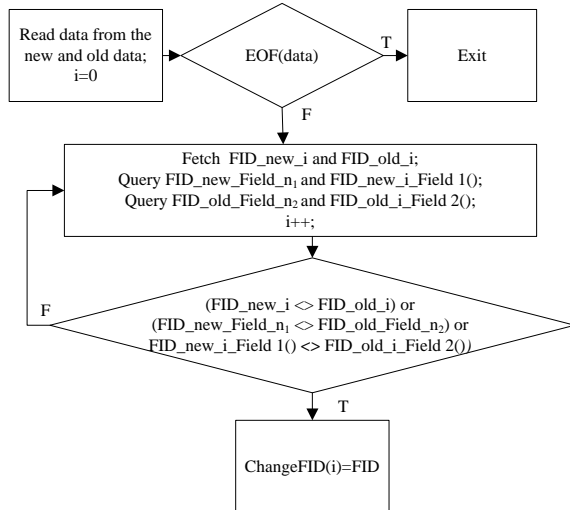 Read data from the
new and old data;
i=0
EOF(data)
T
Exit
F
Fetch FID_new_i and FID_old_i;
Query FID_new_Field_n₁ and FID_new_i_Field 1();
Query FID_old_Field_n₂ and FID_old_i_Field 2();
i++;
F
(FID_new_i <> FID_old_i) or
(FID_new_Field_n₁ <> FID_old_Field_n₂) or
FID_new_i_Field 1() <> FID_old_i_Field 2())
T
ChangeFID(i)=FID